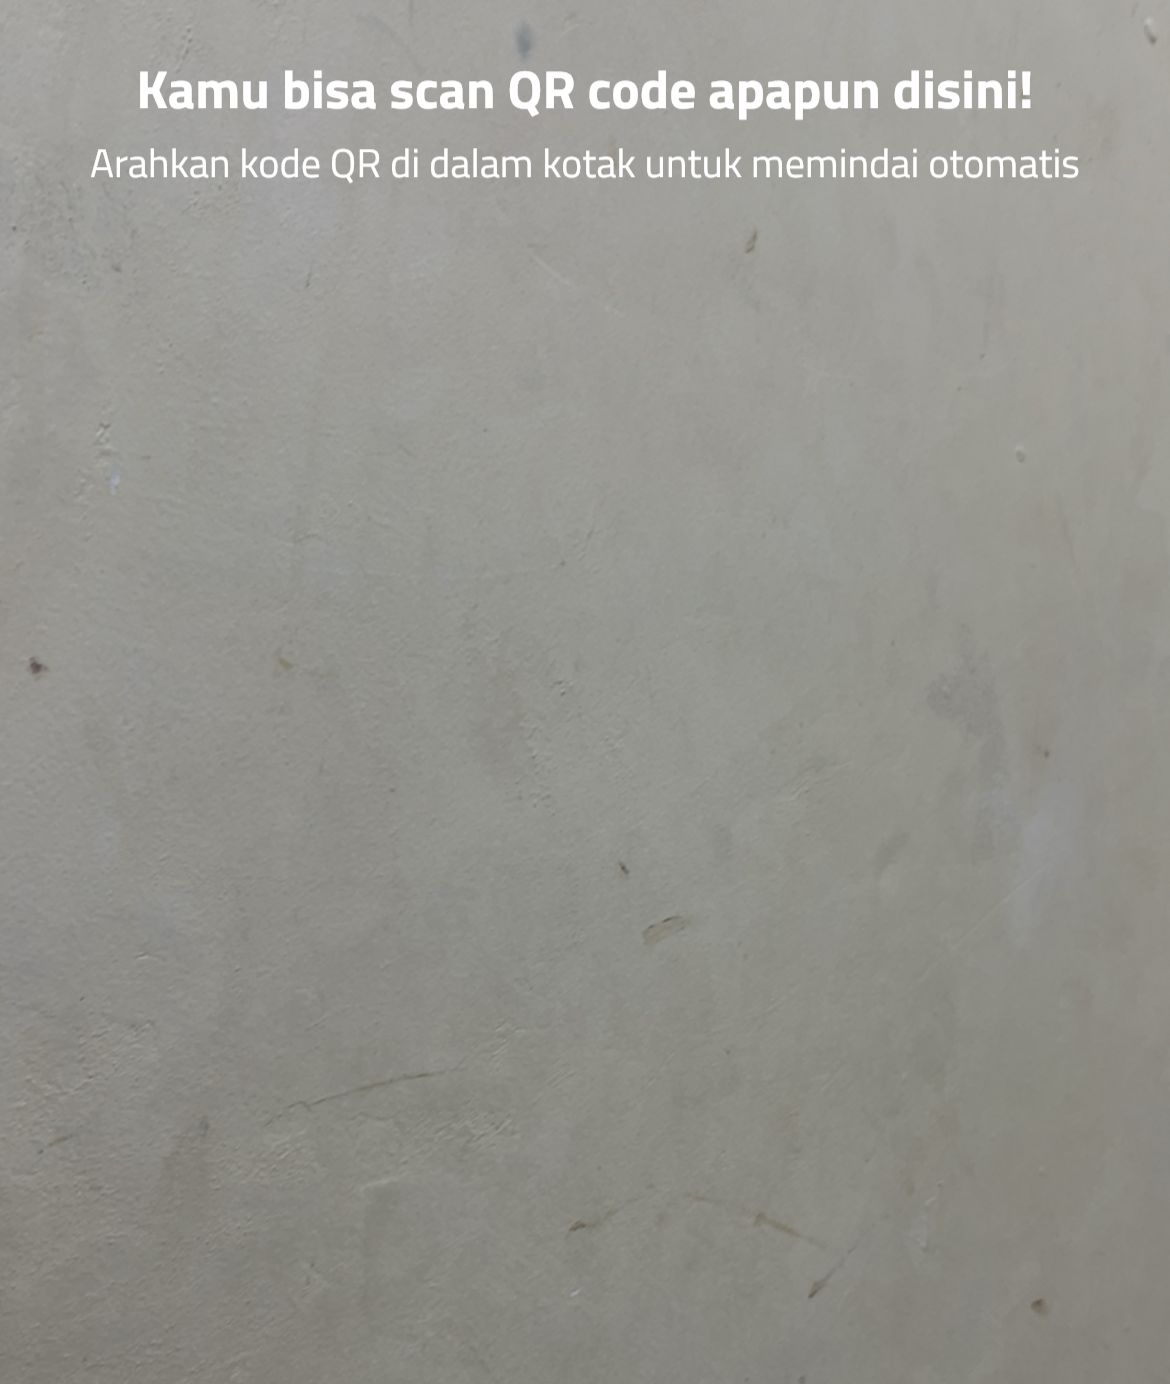 Kamu bisa scan QR code apapun disini!
Arahkan kode QR di dalam kotak untuk memindai otomatis